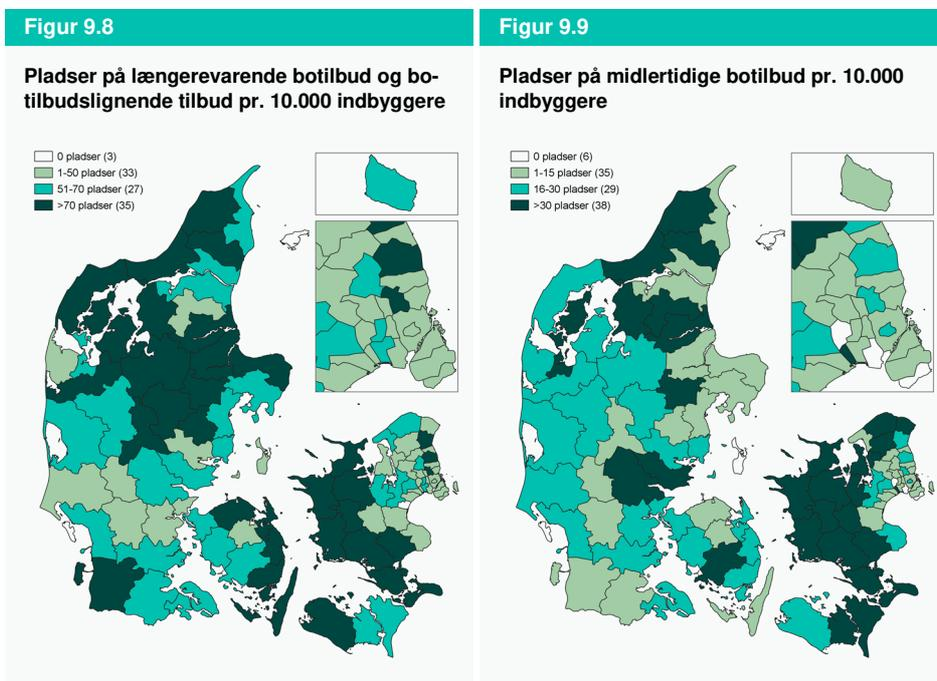 Figur 9.8
Pladser på længerevarende botilbud og bo-
tilbudslignende tilbud pr. 10.000 indbyggere
0 pladser (3)
1-50 pladser (33)
51-70 pladser (27)
>70 pladser (35)
Figur 9.9
Pladser på midlertidige botilbud pr. 10.000
indbyggere
0 pladser (6)
1-15 pladser (35)
16-30 pladser (29)
>30 pladser (38)